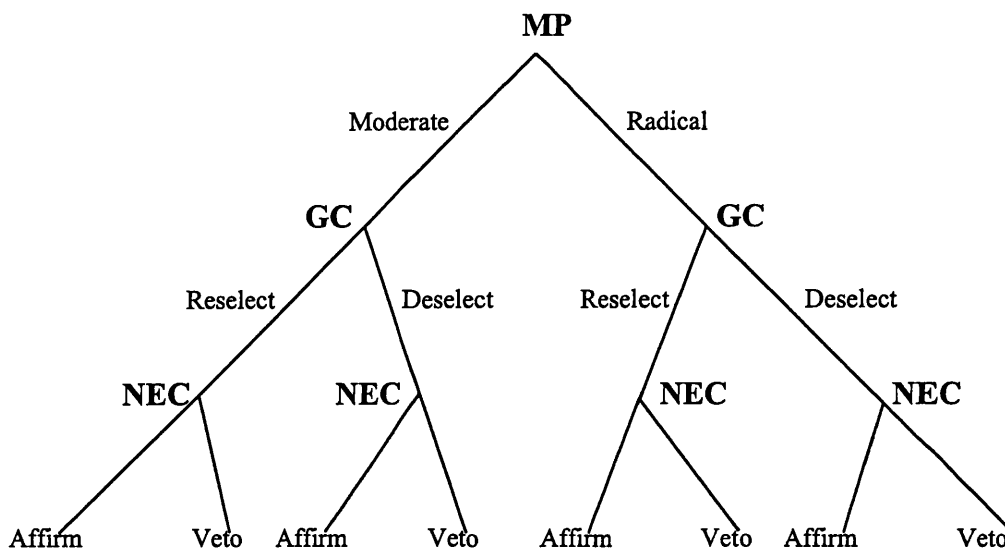 MP
Moderate Radical
GC GC
Reselect Deselect Reselect Deselect
NEC NEC NEC NEC
Affirm Veto Affirm Veto Affirm Veto Affirm Veto